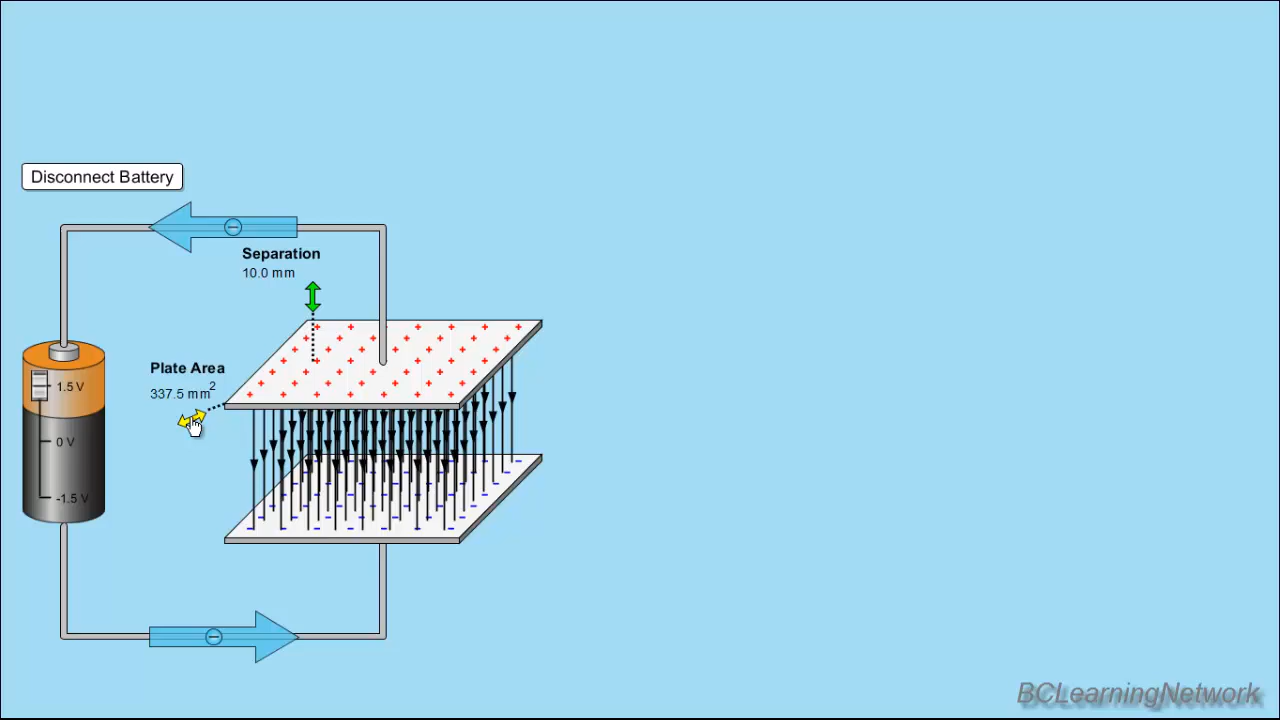 Disconnect Battery
Separation
10.0 mm
Plate Area
337.5 mm²
1.5 V
0 V
-1.5 V
BCLearningNetwork